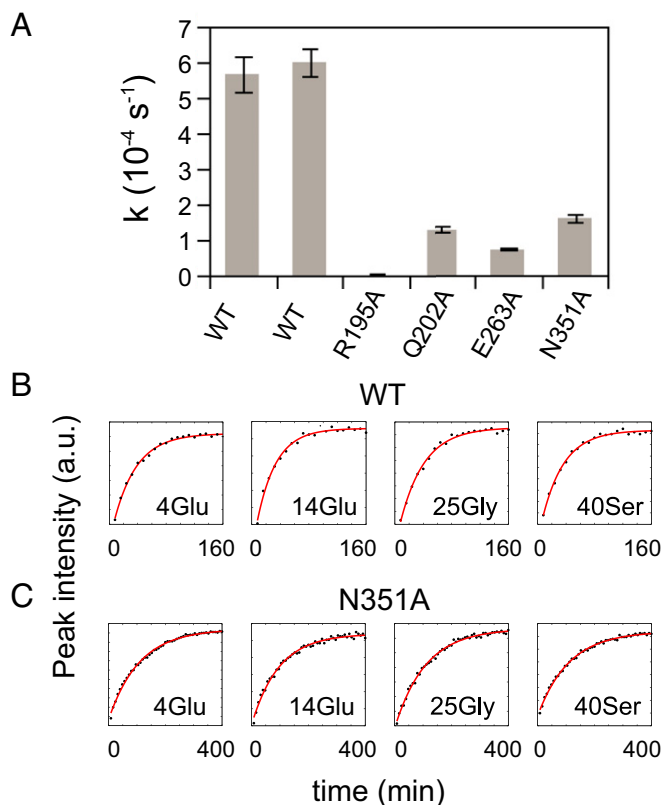 A
k (10⁻⁴ s⁻¹)
7
6
5
4
3
2
1
0
WT WT R195A Q202A E263A N351A
B
WT
Peak intensity (a.u.)
4Glu 14Glu 25Gly 40Ser
0 160 0 160 0 160 0 160
C
N351A
4Glu 14Glu 25Gly 40Ser
0 400 0 400 0 400 0 400
time (min)